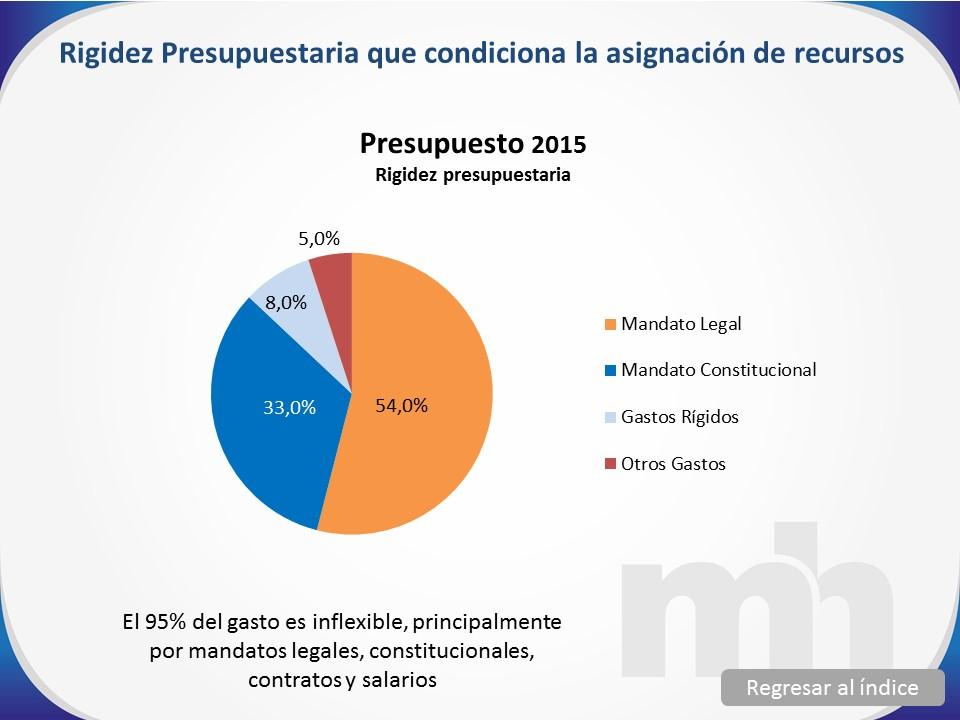 Rigidez Presupuestaria que condiciona la asignación de recursos
Presupuesto 2015
Rigidez presupuestaria
5,0%
8,0%
33,0%
54,0%
Mandato Legal
Mandato Constitucional
Gastos Rígidos
Otros Gastos
El 95% del gasto es inflexible, principalmente
por mandatos legales, constitucionales,
contratos y salarios
mh
Regresar al índice